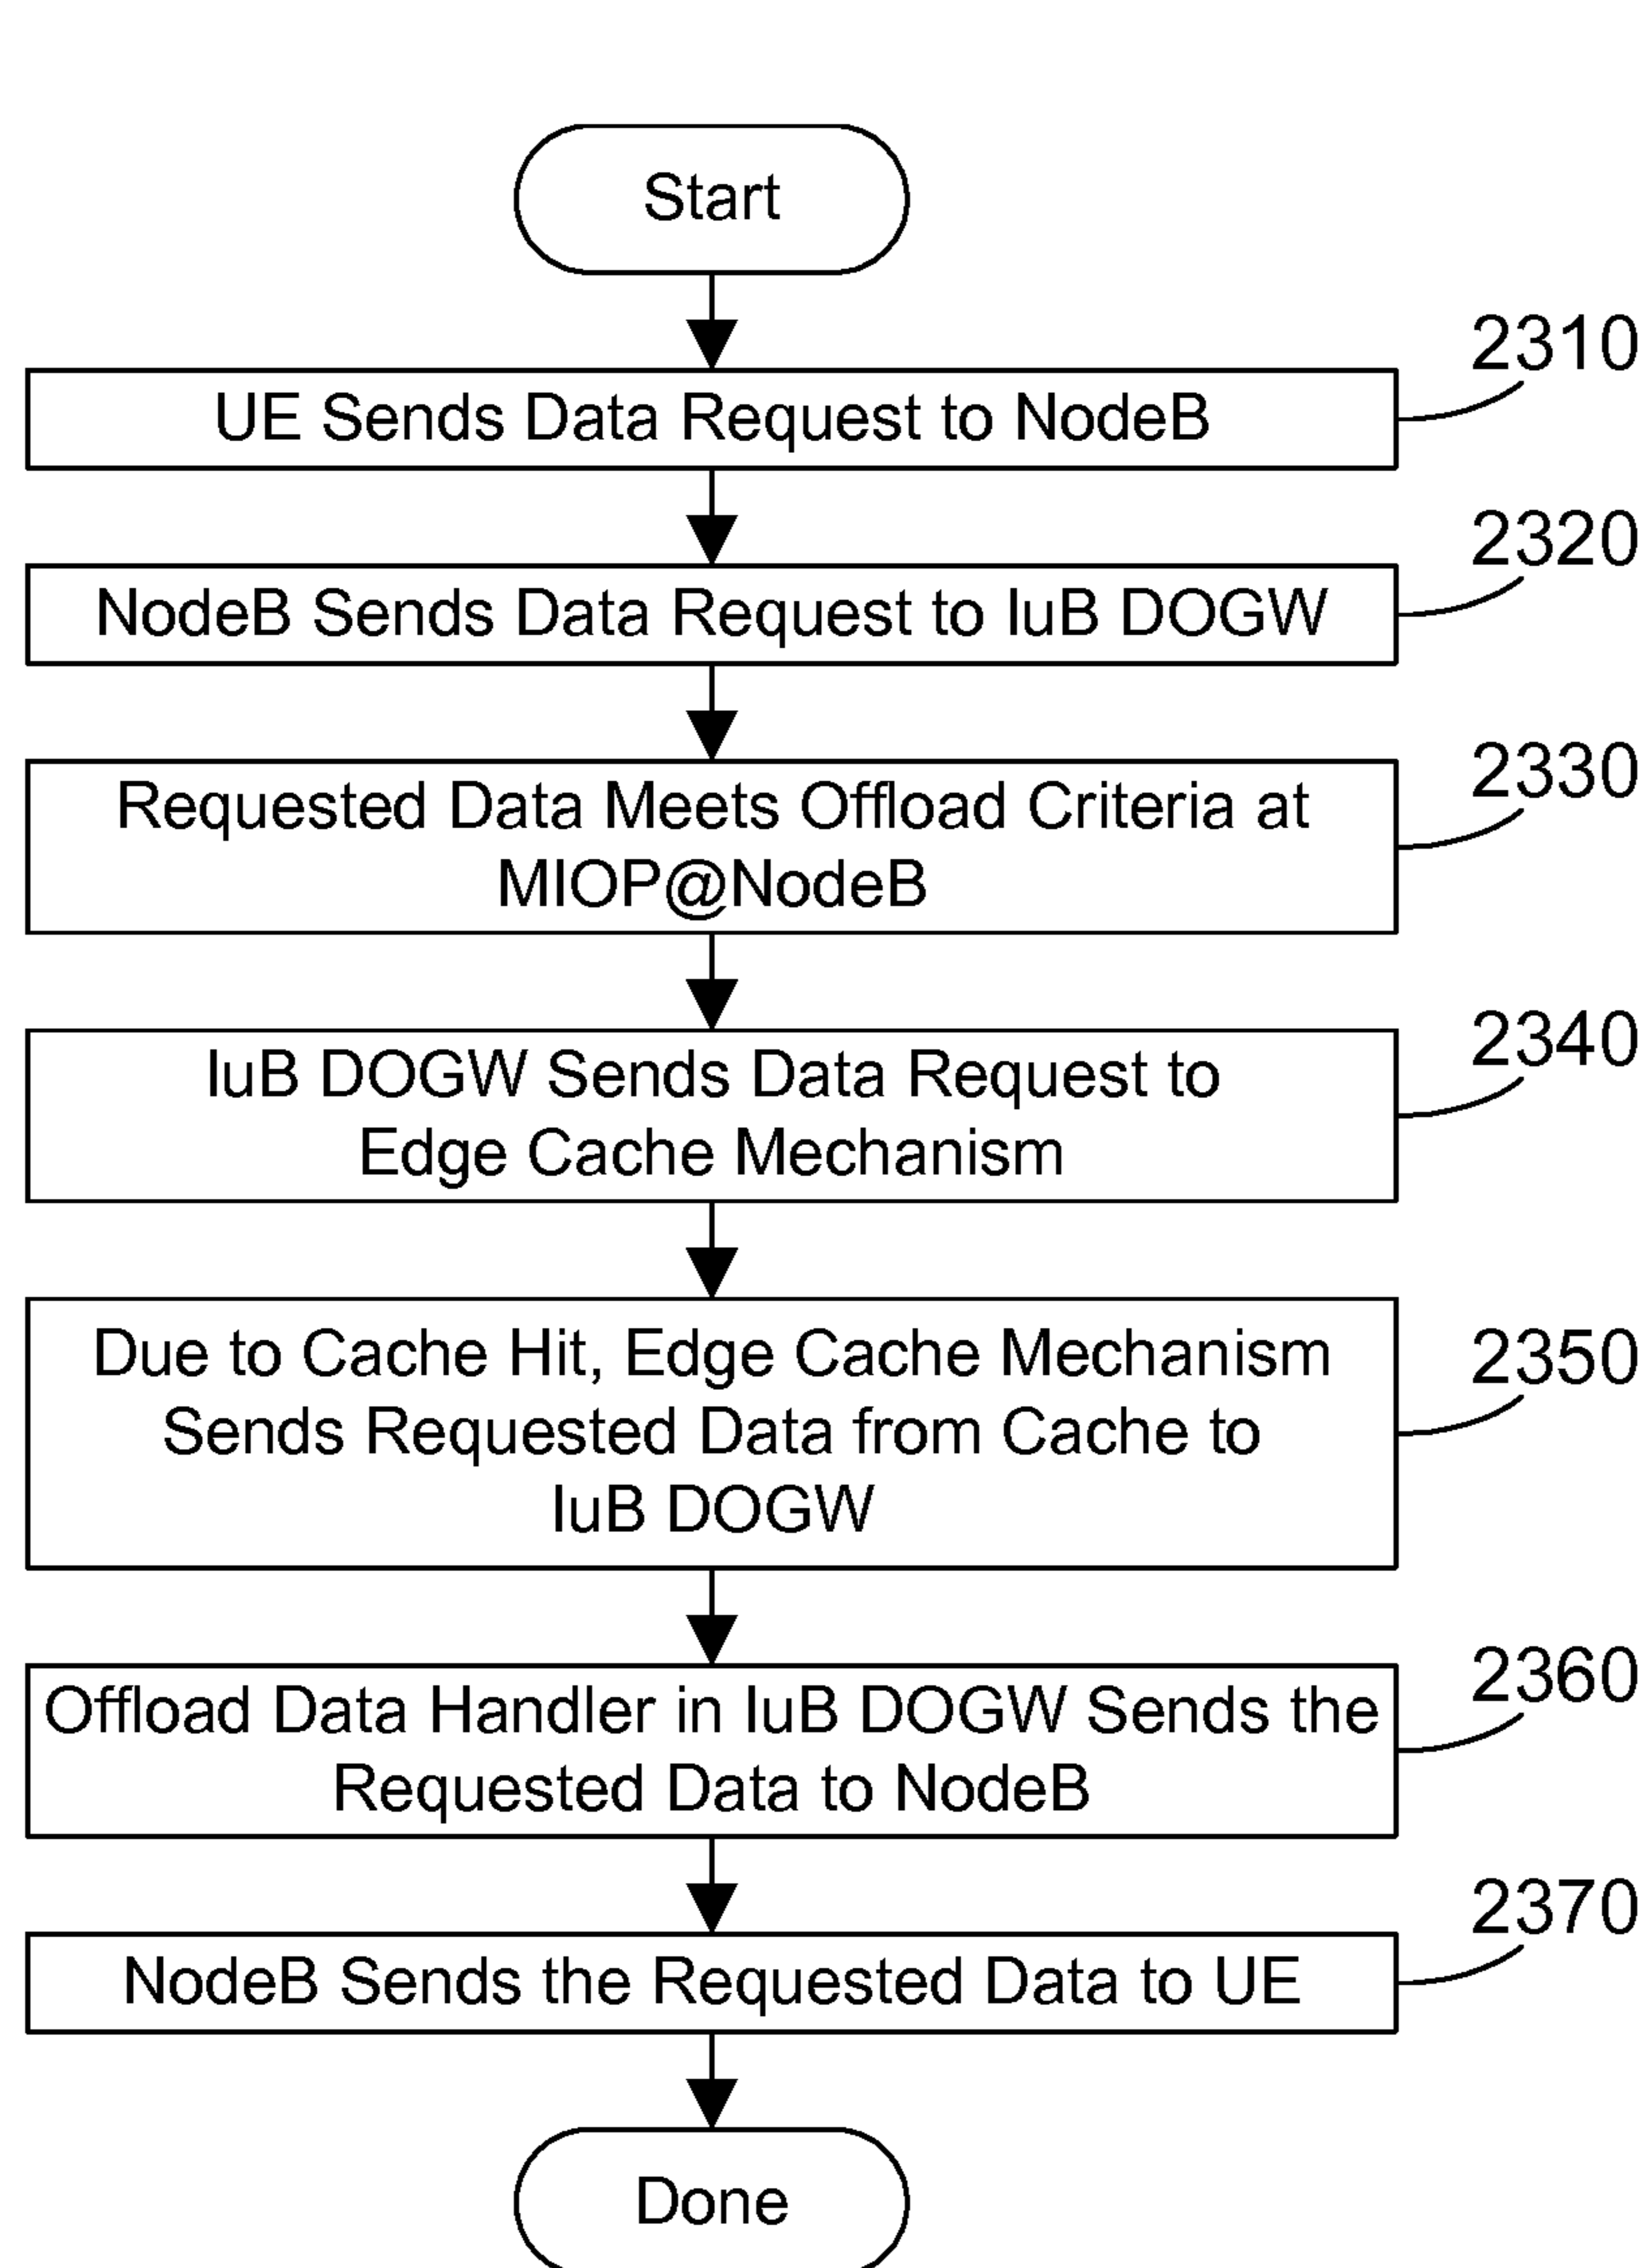 Start
2310
UE Sends Data Request to NodeB
2320
NodeB Sends Data Request to IuB DOGW
2330
Requested Data Meets Offload Criteria at
MIOP@NodeB
2340
IuB DOGW Sends Data Request to
Edge Cache Mechanism
2350
Due to Cache Hit, Edge Cache Mechanism
Sends Requested Data from Cache to
IuB DOGW
2360
Offload Data Handler in IuB DOGW Sends the
Requested Data to NodeB
2370
NodeB Sends the Requested Data to UE
Done